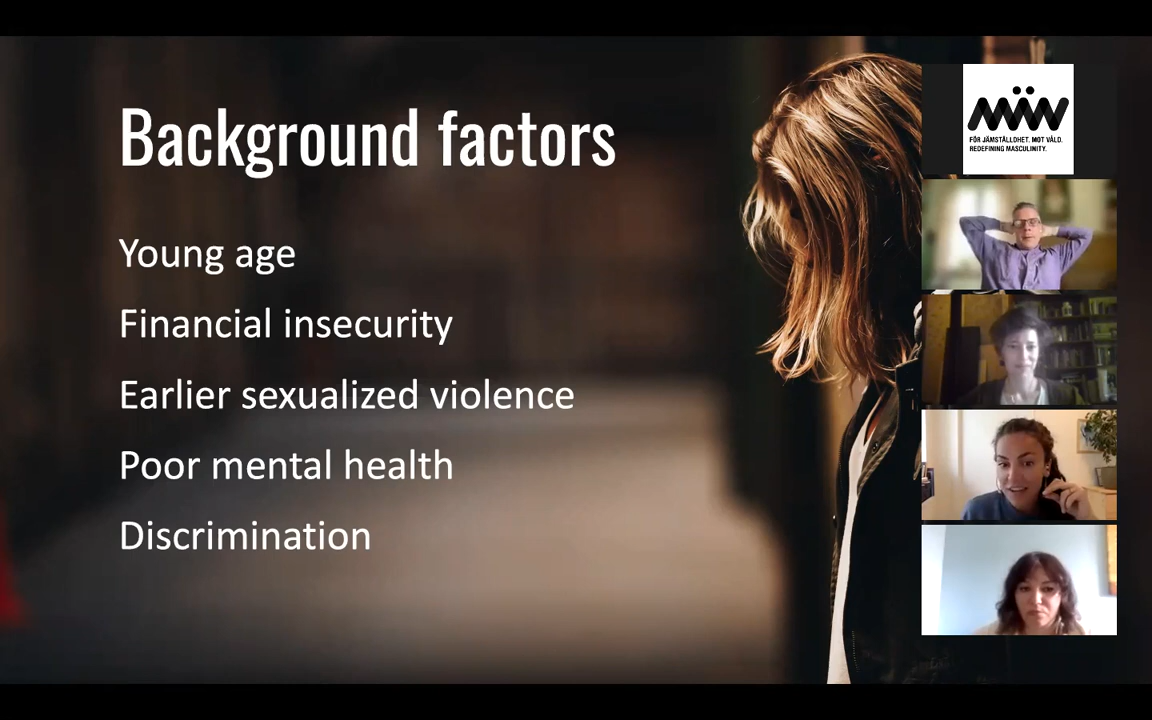 Background factors
Young age
Financial insecurity
Earlier sexualized violence
Poor mental health
Discrimination
MÄN
FÖR JÄMSTÄLLDHET. MOT VÅLD.
REDEFINING MASCULINITY.